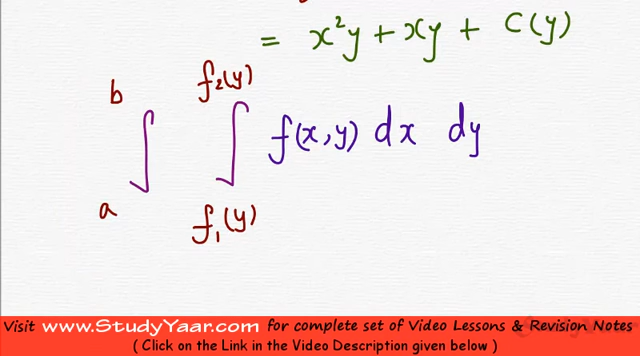 = x²y + xy + C(y)
∫ₐᵇ ∫_{f₁(y)}^{f₂(y)} f(x,y) dx dy
Visit www.StudyYaar.com for complete set of Video Lessons & Revision Notes
( Click on the Link in the Video Description given below )